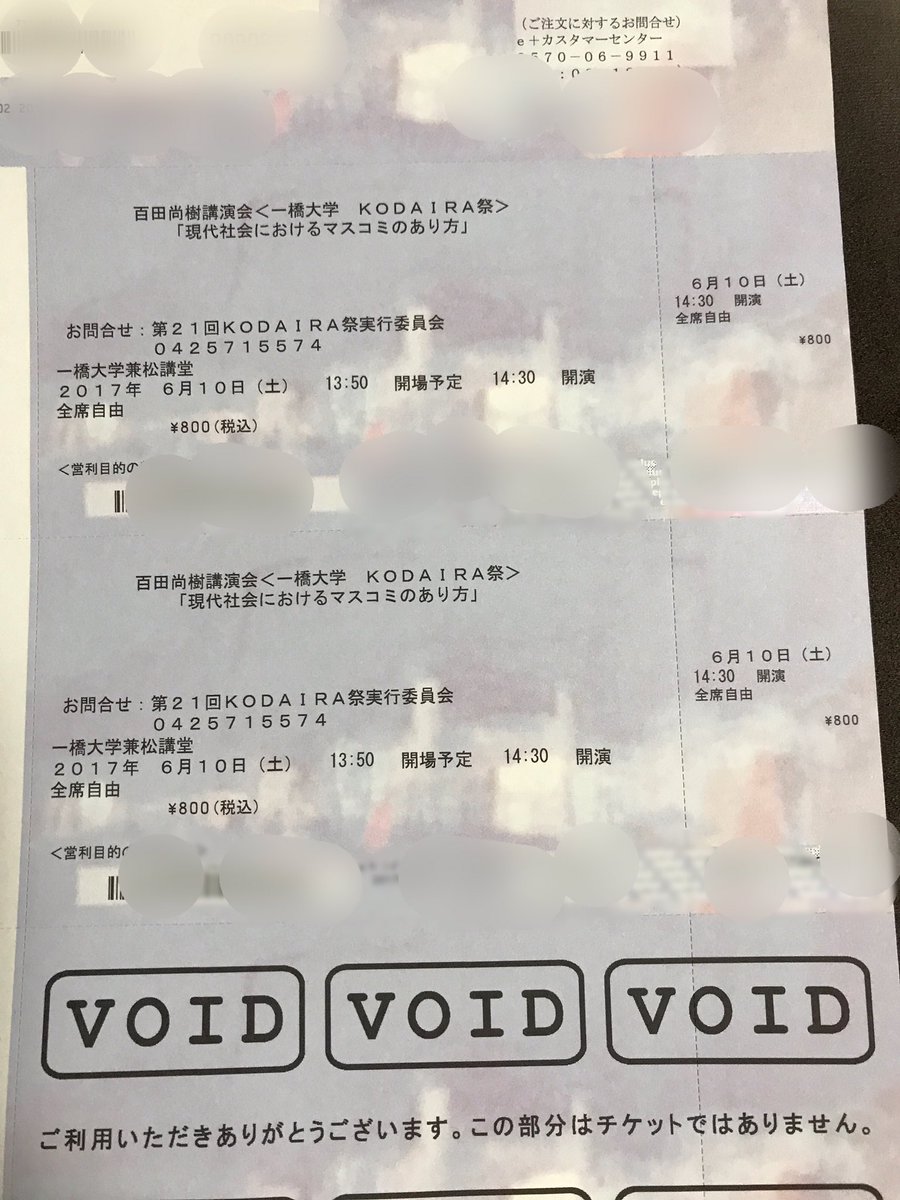 (ご注文に対するお問合せ)
e+カスタマーセンター
0570-06-9911
百田尚樹講演会＜一橋大学　ＫＯＤＡＩＲＡ祭＞
「現代社会におけるマスコミのあり方」
6月10日（土）
14:30　開演
全席自由
¥800
お問合せ：第２１回ＫＯＤＡＩＲＡ祭実行委員会
０４２５７１５５７４
一橋大学兼松講堂
２０１７年　６月１０日（土）　13:50　開場予定　14:30　開演
全席自由
¥800(税込)
＜営利目的の
百田尚樹講演会＜一橋大学　ＫＯＤＡＩＲＡ祭＞
「現代社会におけるマスコミのあり方」
６月１０日（土）
14:30　開演
全席自由
¥800
お問合せ：第２１回ＫＯＤＡＩＲＡ祭実行委員会
０４２５７１５５７４
一橋大学兼松講堂
２０１７年　６月１０日（土）　13:50　開場予定　14:30　開演
全席自由
¥800(税込)
＜営利目的の
VOID VOID VOID
ご利用いただきありがとうございます。この部分はチケットではありません。